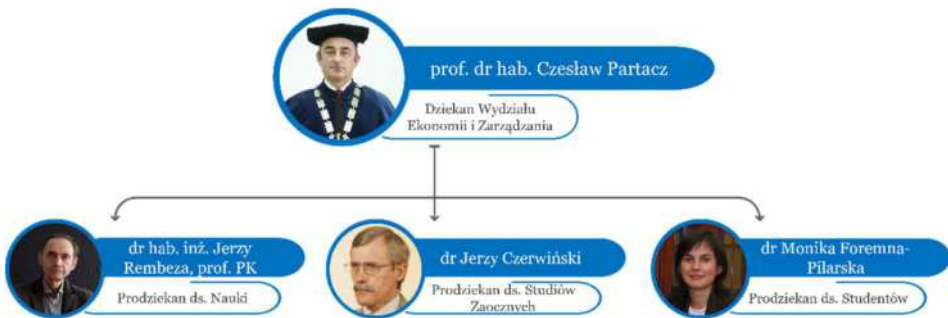 prof. dr hab. Czesław Partacz
Dziekan Wydziału
Ekonomii i Zarządzania
dr hab. inż. Jerzy
Rembeza, prof. PK
Prodziekan ds. Nauki
dr Jerzy Czerwiński
Prodziekan ds. Studiów
Zaocznych
dr Monika Foremna-
Pilarska
Prodziekan ds. Studentów